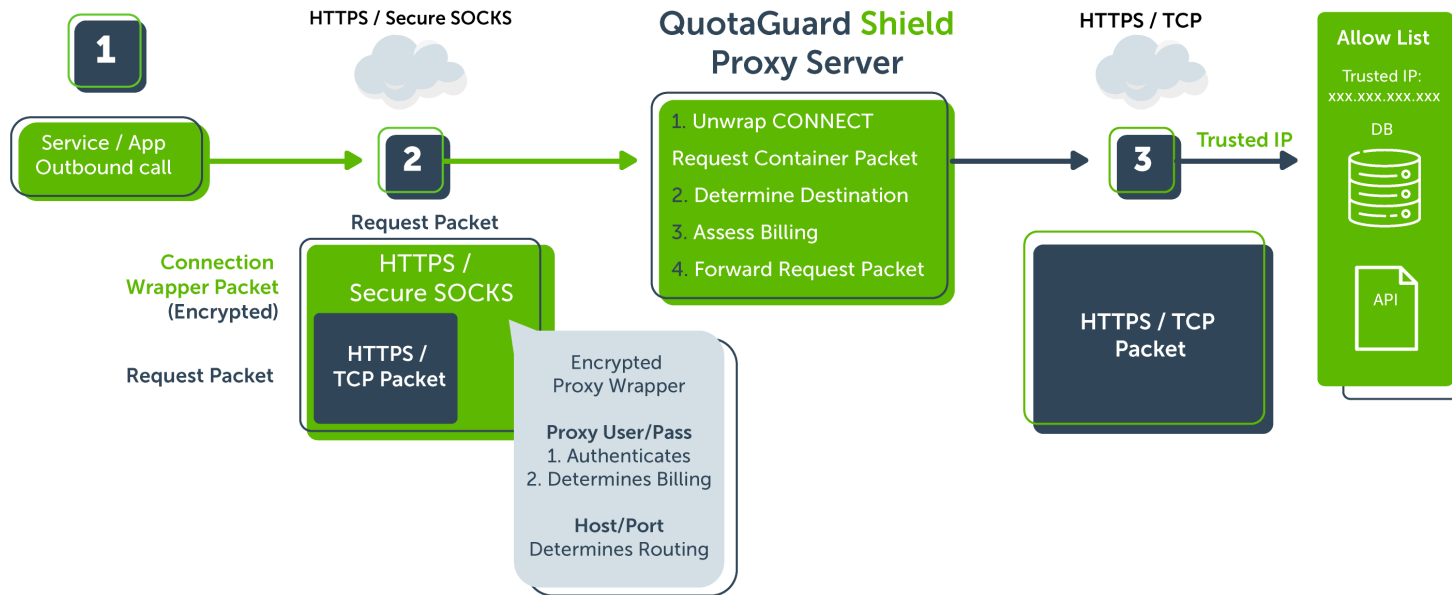 1
Service / App
Outbound call
HTTPS / Secure SOCKS
2
Request Packet
Connection
Wrapper Packet
(Encrypted)
Request Packet
HTTPS /
Secure SOCKS
HTTPS /
TCP Packet
Encrypted
Proxy Wrapper
Proxy User/Pass
1. Authenticates
2. Determines Billing
Host/Port
Determines Routing
QuotaGuard Shield
Proxy Server
1. Unwrap CONNECT
Request Container Packet
2. Determine Destination
3. Assess Billing
4. Forward Request Packet
HTTPS / TCP
3
Trusted IP
HTTPS / TCP
Packet
Allow List
Trusted IP:
xxx.xxx.xxx.xxx
DB
API